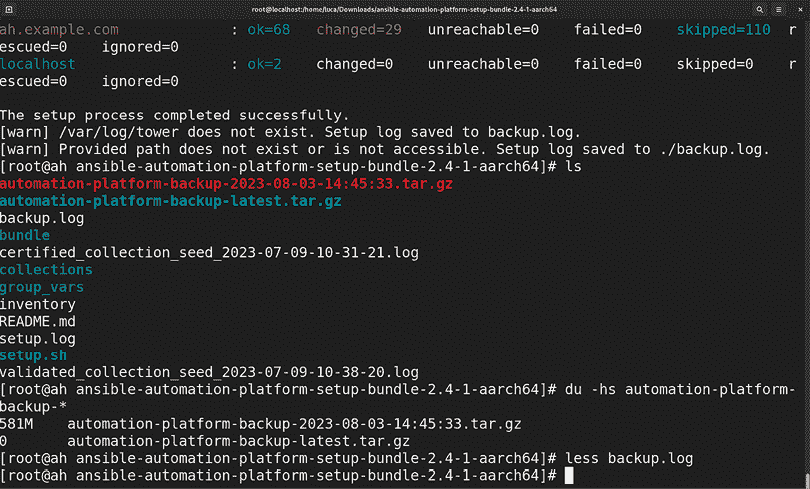 root@localhost:/home/luca/Downloads/ansible-automation-platform-setup-bundle-2.4-1-aarch64
ah.example.com : ok=68 changed=29 unreachable=0 failed=0 skipped=110 r
escued=0 ignored=0
localhost : ok=2 changed=0 unreachable=0 failed=0 skipped=0 r
escued=0 ignored=0
The setup process completed successfully.
[warn] /var/log/tower does not exist. Setup log saved to backup.log.
[warn] Provided path does not exist or is not accessible. Setup log saved to ./backup.log.
[root@ah ansible-automation-platform-setup-bundle-2.4-1-aarch64]# ls
automation-platform-backup-2023-08-03-14:45:33.tar.gz
automation-platform-backup-latest.tar.gz
backup.log
bundle
certified_collection_seed_2023-07-09-10-31-21.log
collections
group_vars
inventory
README.md
setup.log
setup.sh
validated_collection_seed_2023-07-09-10-38-20.log
[root@ah ansible-automation-platform-setup-bundle-2.4-1-aarch64]# du -hs automation-platform-
backup-*
581M automation-platform-backup-2023-08-03-14:45:33.tar.gz
0 automation-platform-backup-latest.tar.gz
[root@ah ansible-automation-platform-setup-bundle-2.4-1-aarch64]# less backup.log
[root@ah ansible-automation-platform-setup-bundle-2.4-1-aarch64]#